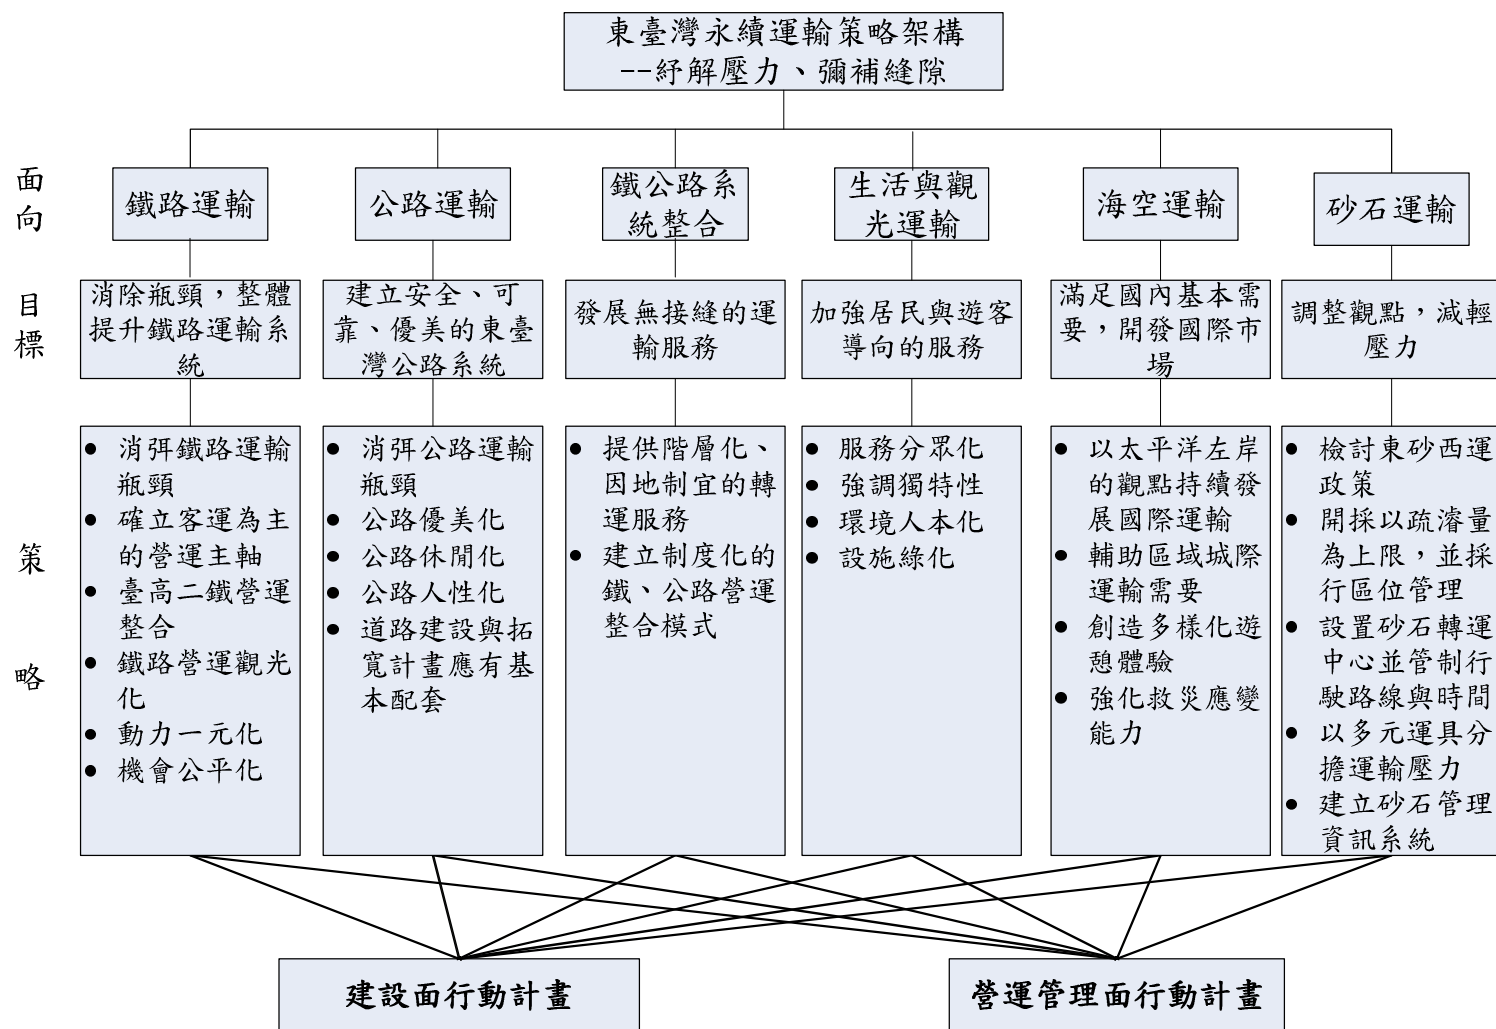 東臺灣永續運輸策略架構
--紓解壓力、彌補縫隙
面
向
鐵路運輸
公路運輸
鐵公路系
統整合
生活與觀
光運輸
海空運輸
砂石運輸
目
標
消除瓶頸，整體
提升鐵路運輸系
統
建立安全、可
靠、優美的東臺
灣公路系統
發展無接縫的運
輸服務
加強居民與遊客
導向的服務
滿足國內基本需
要，開發國際市
場
調整觀點，減輕
壓力
策
略
• 消弭鐵路運輸
瓶頸
• 確立客運為主
的營運主軸
• 臺高二鐵營運
整合
• 鐵路營運觀光
化
• 動力一元化
• 機會公平化
• 消弭公路運輸
瓶頸
• 公路優美化
• 公路休閒化
• 公路人性化
• 道路建設與拓
寬計畫應有基
本配套
• 提供階層化、
因地制宜的轉
運服務
• 建立制度化的
鐵、公路營運
整合模式
• 服務分眾化
• 強調獨特性
• 環境人本化
• 設施綠化
• 以太平洋左岸
的觀點持續發
展國際運輸
• 輔助區域城際
運輸需要
• 創造多樣化遊
憩體驗
• 強化救災應變
能力
• 檢討東砂西運
政策
• 開採以疏濬量
為上限，並採
行區位管理
• 設置砂石轉運
中心並管制行
駛路線與時間
• 以多元運具分
擔運輸壓力
• 建立砂石管理
資訊系統
建設面行動計畫
營運管理面行動計畫